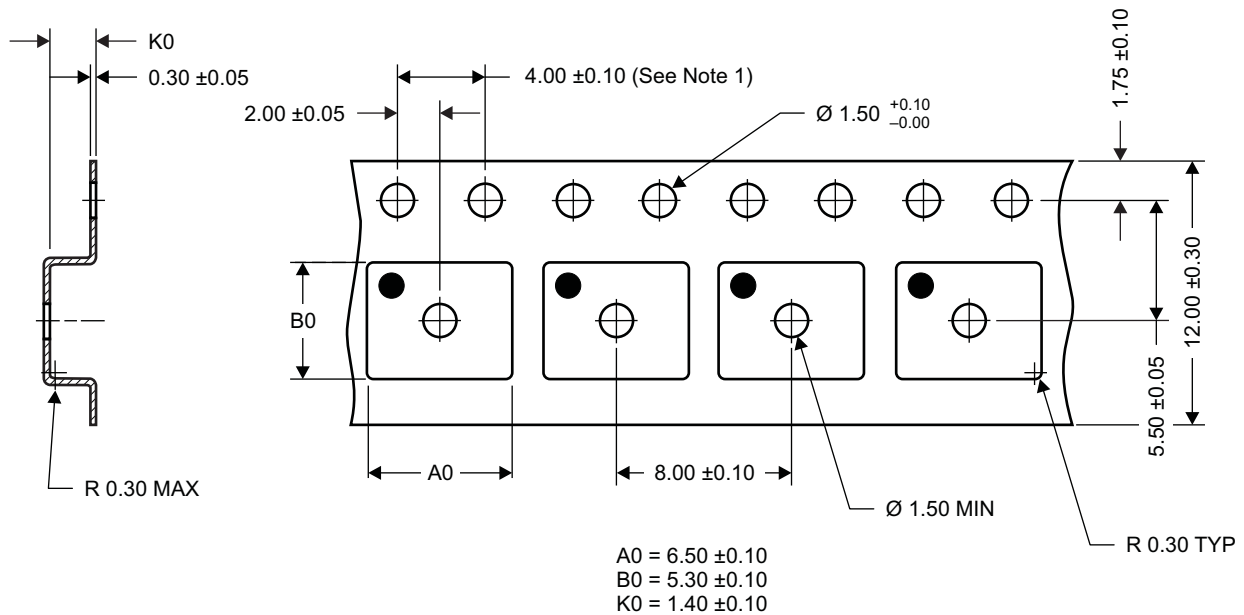 K0
0.30 ±0.05
4.00 ±0.10 (See Note 1)
2.00 ±0.05
Ø 1.50 +0.10
–0.00
1.75 ±0.10
B0
12.00 ±0.30
5.50 ±0.05
R 0.30 MAX
A0
8.00 ±0.10
Ø 1.50 MIN
R 0.30 TYP
A0 = 6.50 ±0.10
B0 = 5.30 ±0.10
K0 = 1.40 ±0.10